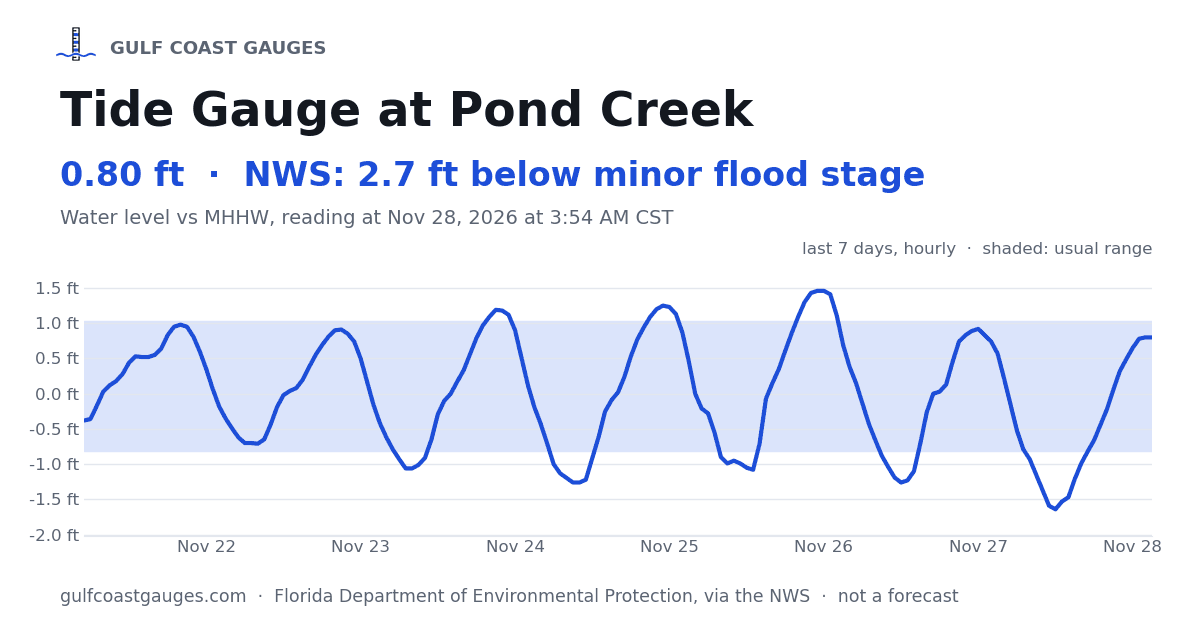 GULF COAST GAUGES
Tide Gauge at Pond Creek
0.80 ft · NWS: 2.7 ft below minor flood stage
Water level vs MHHW, reading at Nov 28, 2026 at 3:54 AM CST
last 7 days, hourly · shaded: usual range
1.5 ft
1.0 ft
0.5 ft
0.0 ft
-0.5 ft
-1.0 ft
-1.5 ft
-2.0 ft
Nov 22 Nov 23 Nov 24 Nov 25 Nov 26 Nov 27 Nov 28
gulfcoastgauges.com · Florida Department of Environmental Protection, via the NWS · not a forecast